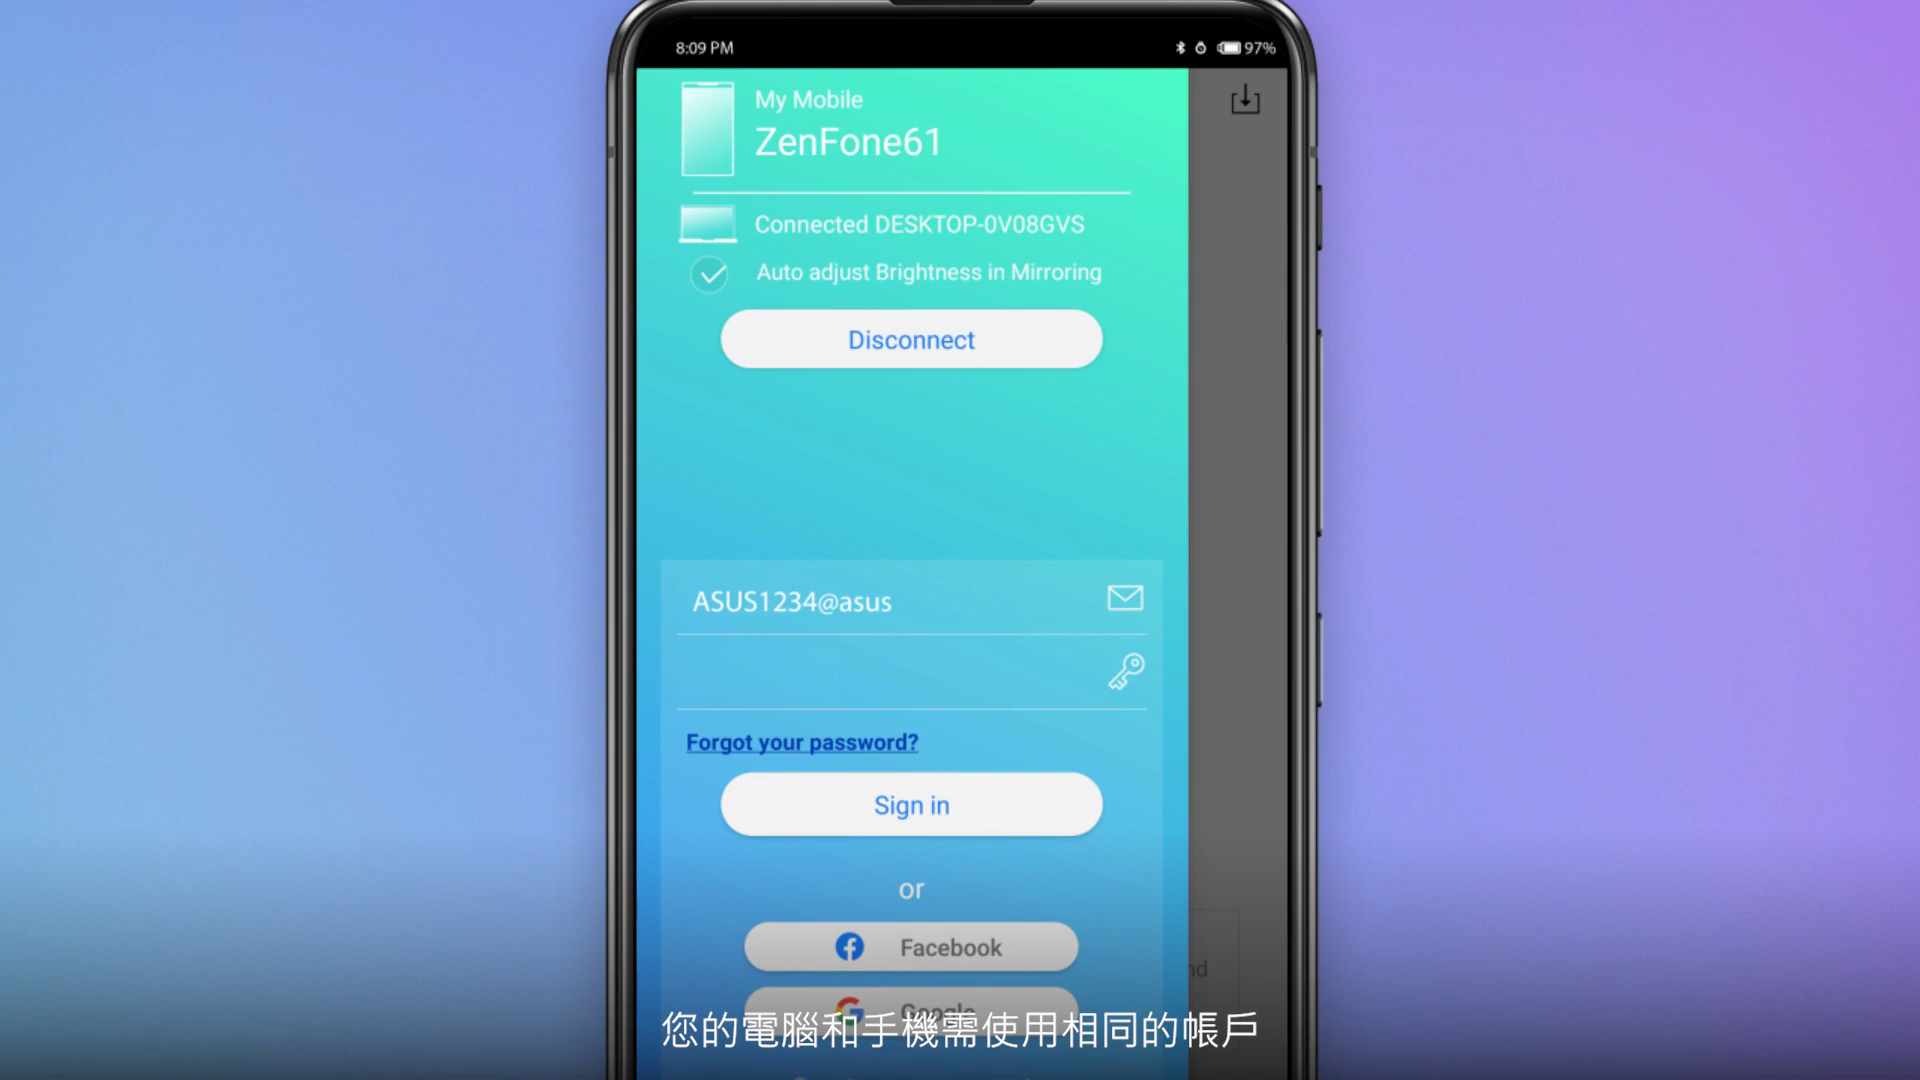 8:09 PM
97%
My Mobile
ZenFone61
Connected DESKTOP-0V08GVS
Auto adjust Brightness in Mirroring
Disconnect
ASUS1234@asus
Forgot your password?
Sign in
or
Facebook
nd
Google
您的電腦和手機需使用相同的帳戶